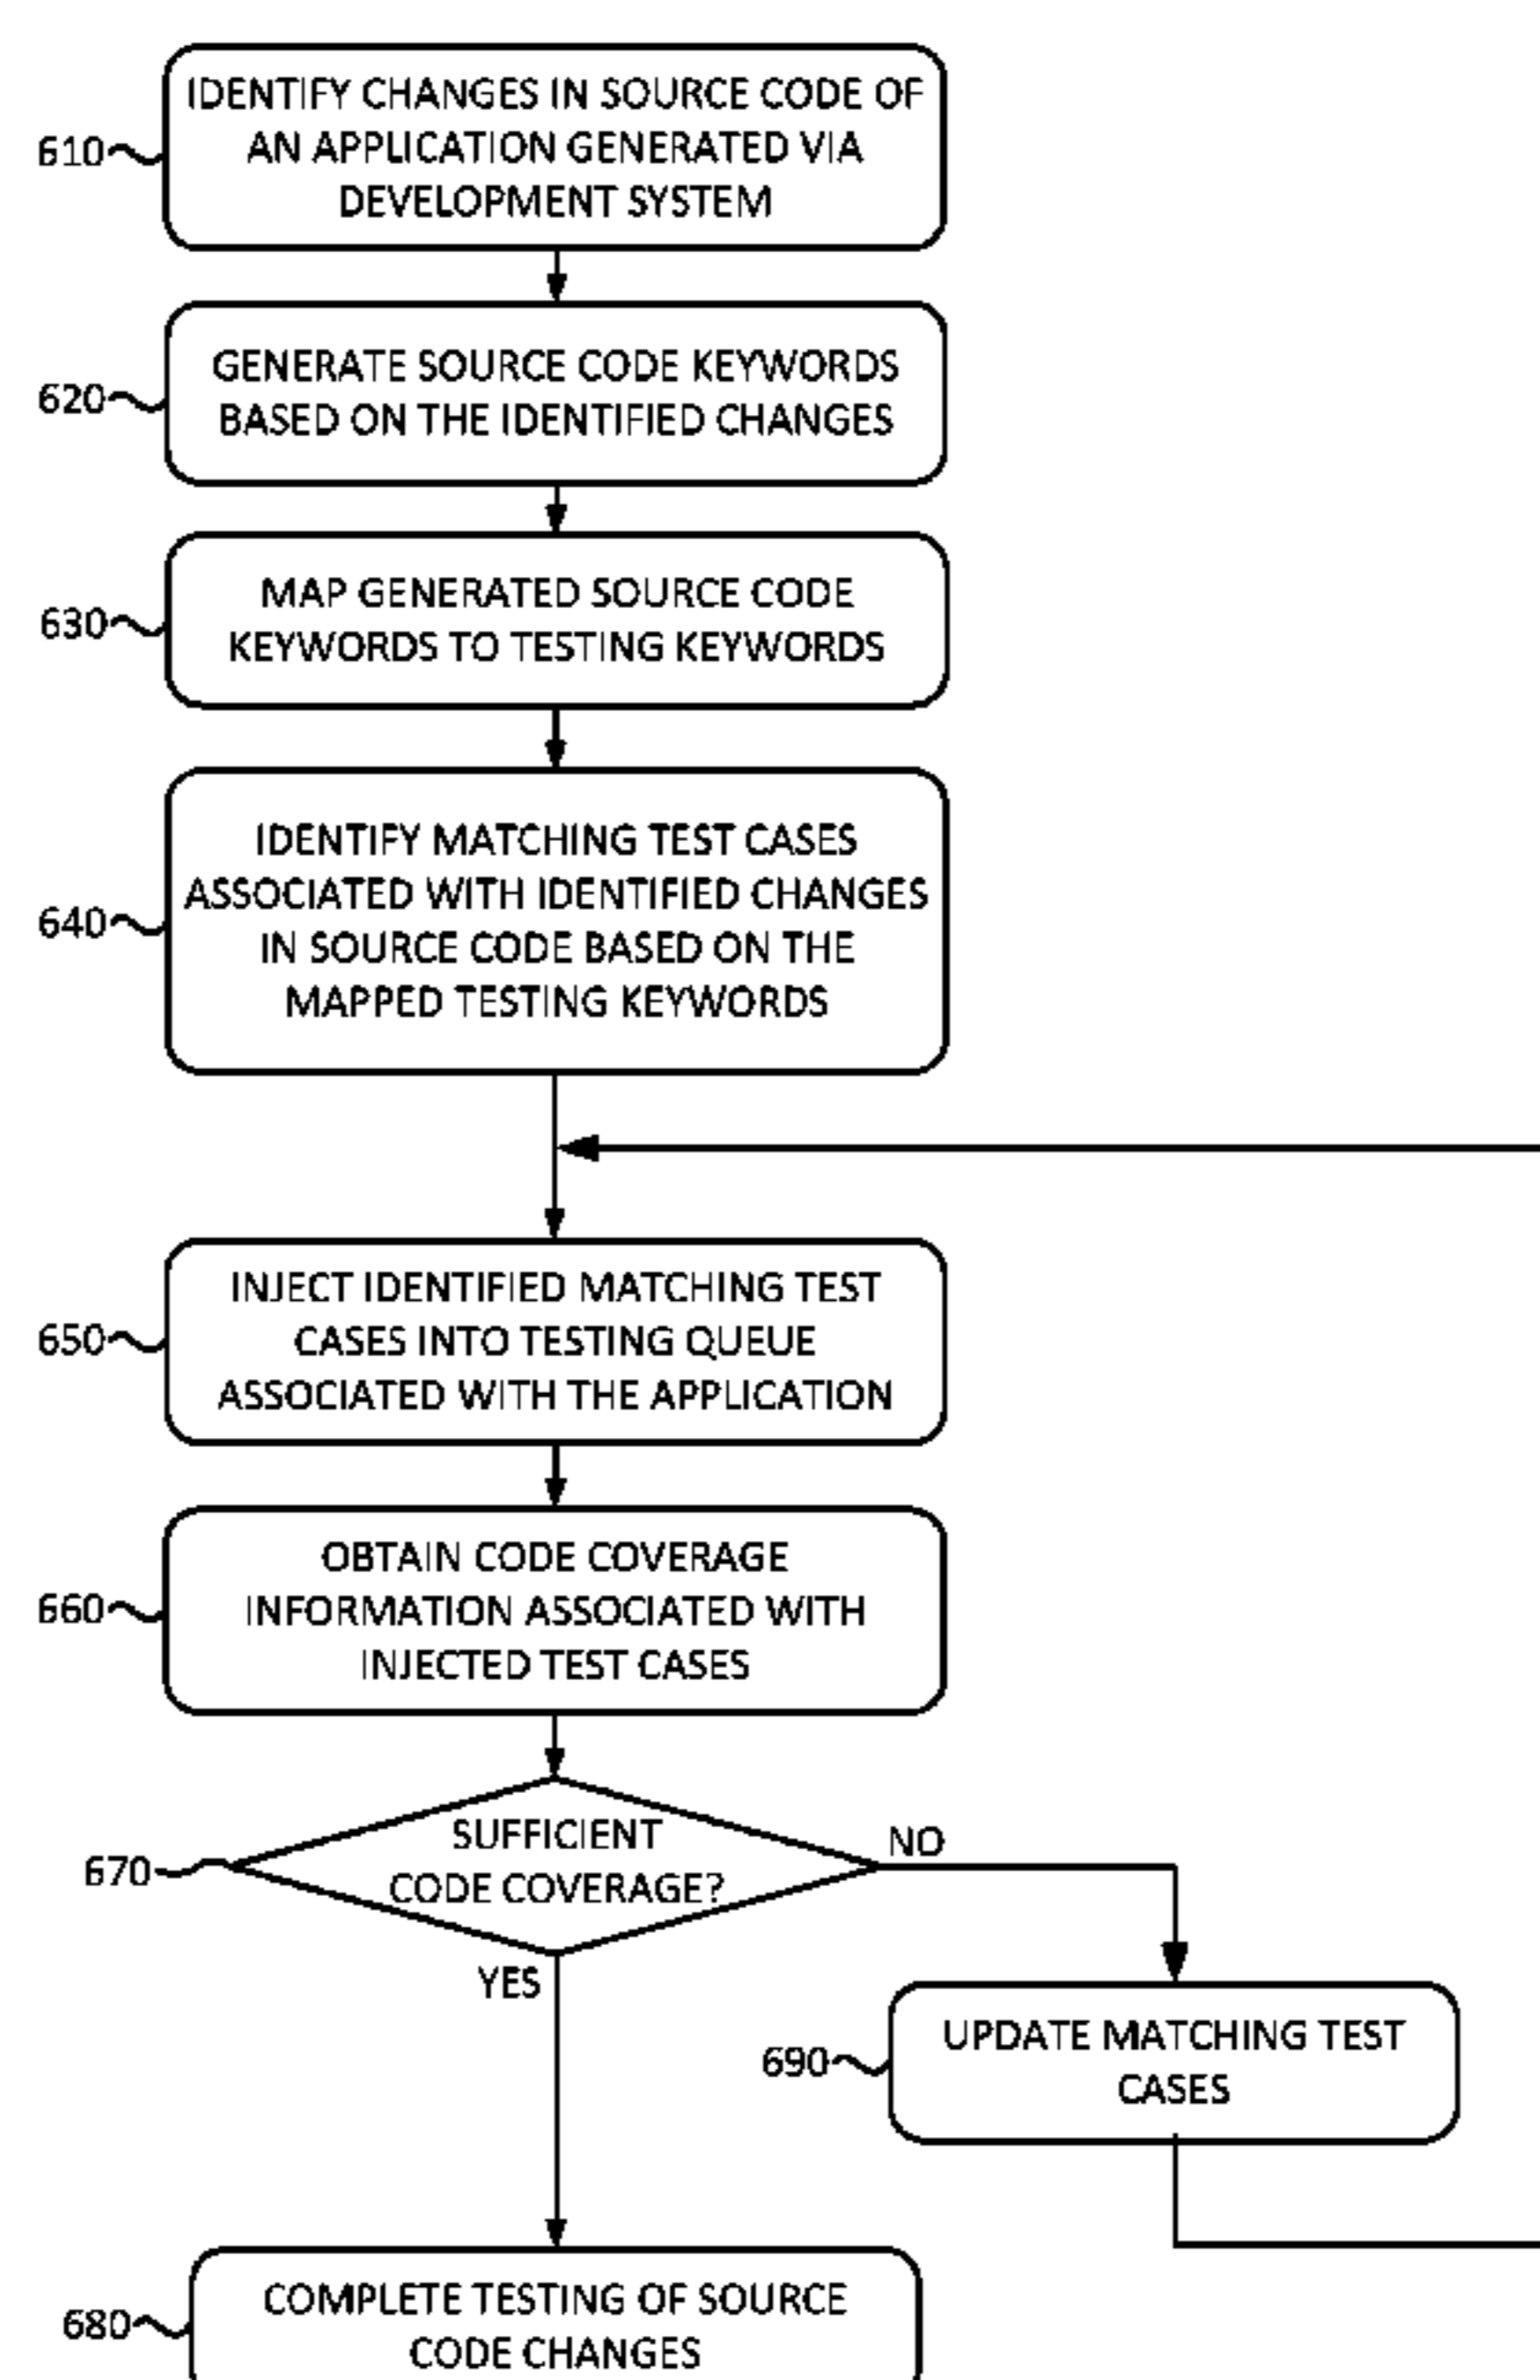 IDENTIFY CHANGES IN SOURCE CODE OF
AN APPLICATION GENERATED VIA
DEVELOPMENT SYSTEM
610
GENERATE SOURCE CODE KEYWORDS
BASED ON THE IDENTIFIED CHANGES
620
MAP GENERATED SOURCE CODE
KEYWORDS TO TESTING KEYWORDS
630
IDENTIFY MATCHING TEST CASES
ASSOCIATED WITH IDENTIFIED CHANGES
IN SOURCE CODE BASED ON THE
MAPPED TESTING KEYWORDS
640
INJECT IDENTIFIED MATCHING TEST
CASES INTO TESTING QUEUE
ASSOCIATED WITH THE APPLICATION
650
OBTAIN CODE COVERAGE
INFORMATION ASSOCIATED WITH
INJECTED TEST CASES
660
SUFFICIENT
CODE COVERAGE?
670
NO
YES
UPDATE MATCHING TEST
CASES
690
COMPLETE TESTING OF SOURCE
CODE CHANGES
680